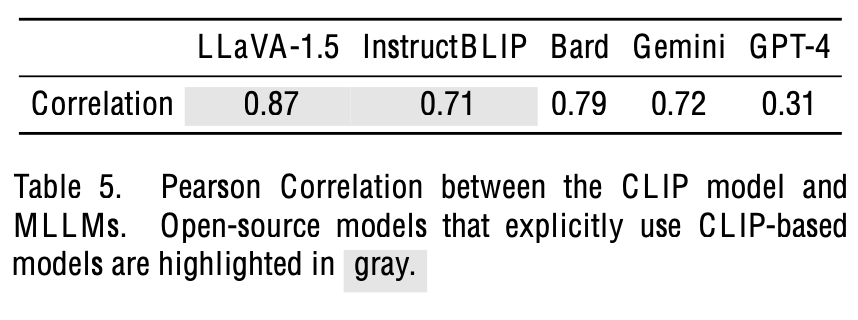 LLaVA-1.5 InstructBLIP Bard Gemini GPT-4
Correlation 0.87 0.71 0.79 0.72 0.31
Table 5. Pearson Correlation between the CLIP model and
MLLMs. Open-source models that explicitly use CLIP-based
models are highlighted in gray.